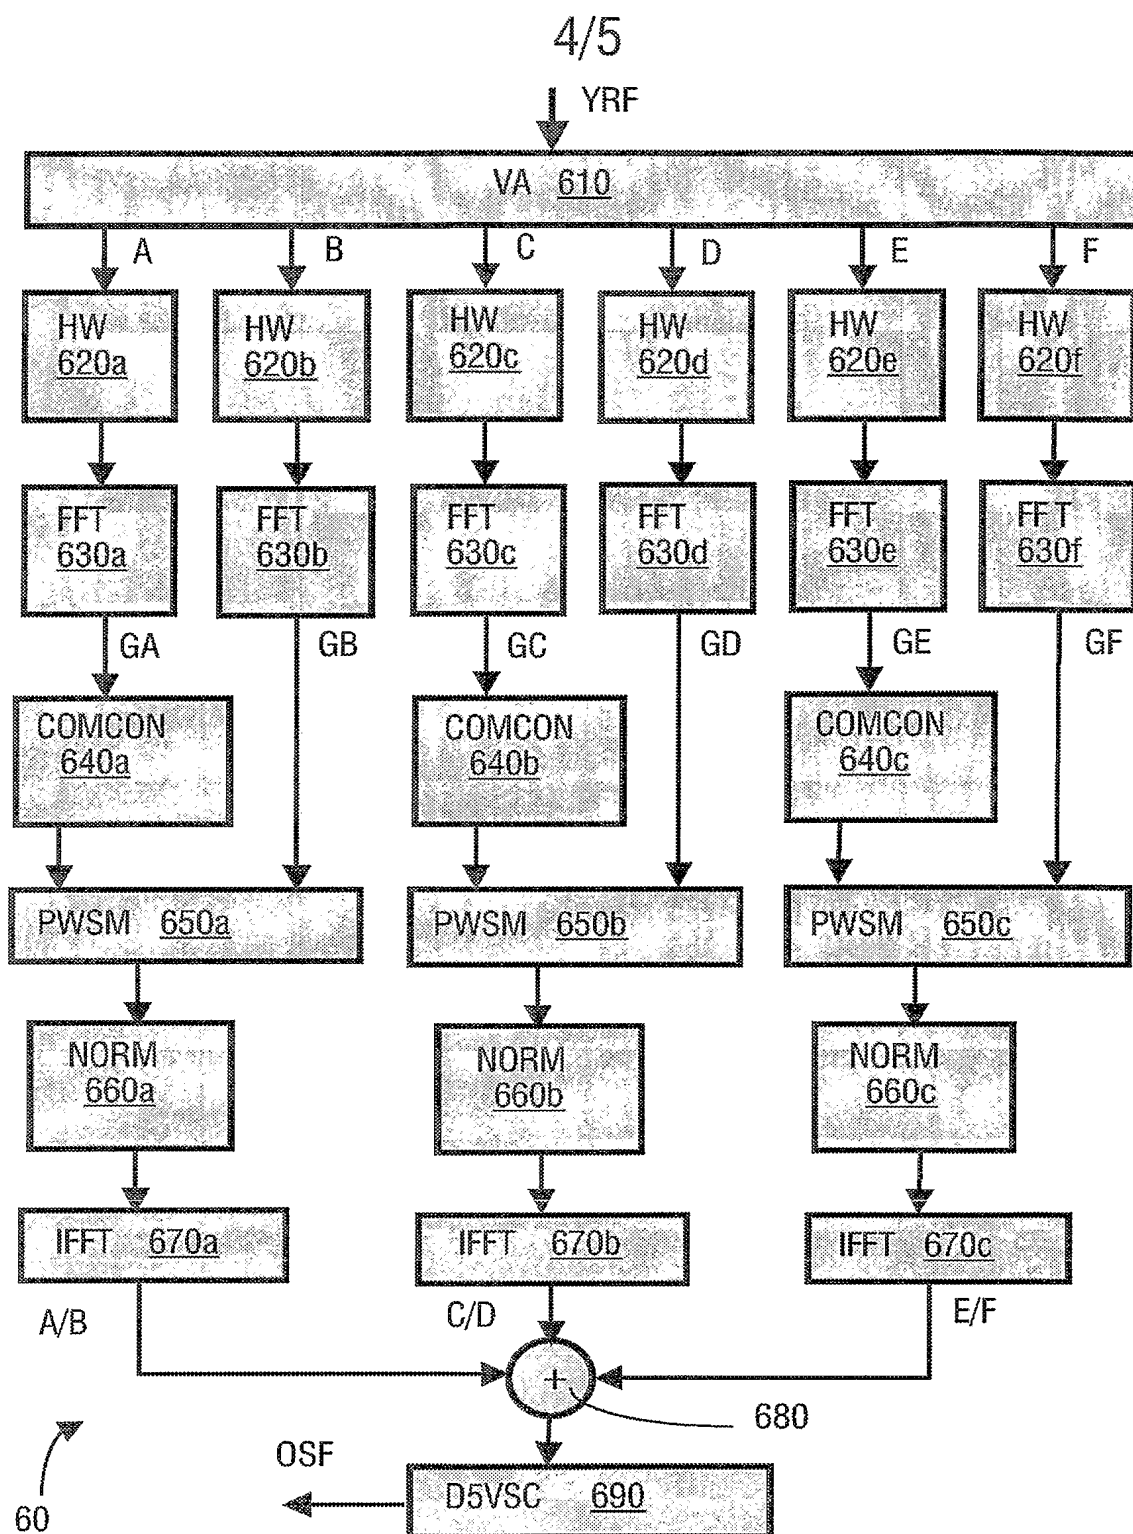 4/5
YRF
VA 610
A B C D E F
HW HW HW HW HW HW
620a 620b 620c 620d 620e 620f
FFT FFT FFT FFT FFT FFT
630a 630b 630c 630d 630e 630f
GA GB GC GD GE GF
COMCON COMCON COMCON
640a 640b 640c
PWSM 650a PWSM 650b PWSM 650c
NORM NORM NORM
660a 660b 660c
IFFT 670a IFFT 670b IFFT 670c
A/B C/D E/F
+
680
OSF
D5VSC 690
60